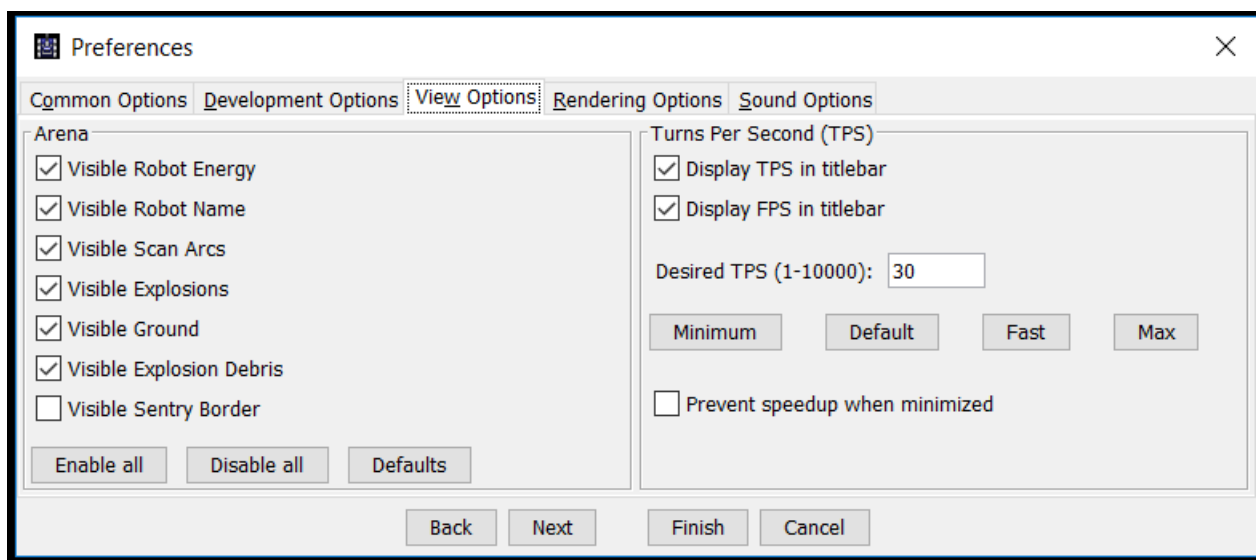 Preferences
Common Options Development Options View Options Rendering Options Sound Options
Arena
Visible Robot Energy
Visible Robot Name
Visible Scan Arcs
Visible Explosions
Visible Ground
Visible Explosion Debris
Visible Sentry Border
Enable all Disable all Defaults
Turns Per Second (TPS)
Display TPS in titlebar
Display FPS in titlebar
Desired TPS (1-10000): 30
Minimum Default Fast Max
Prevent speedup when minimized
Back Next Finish Cancel